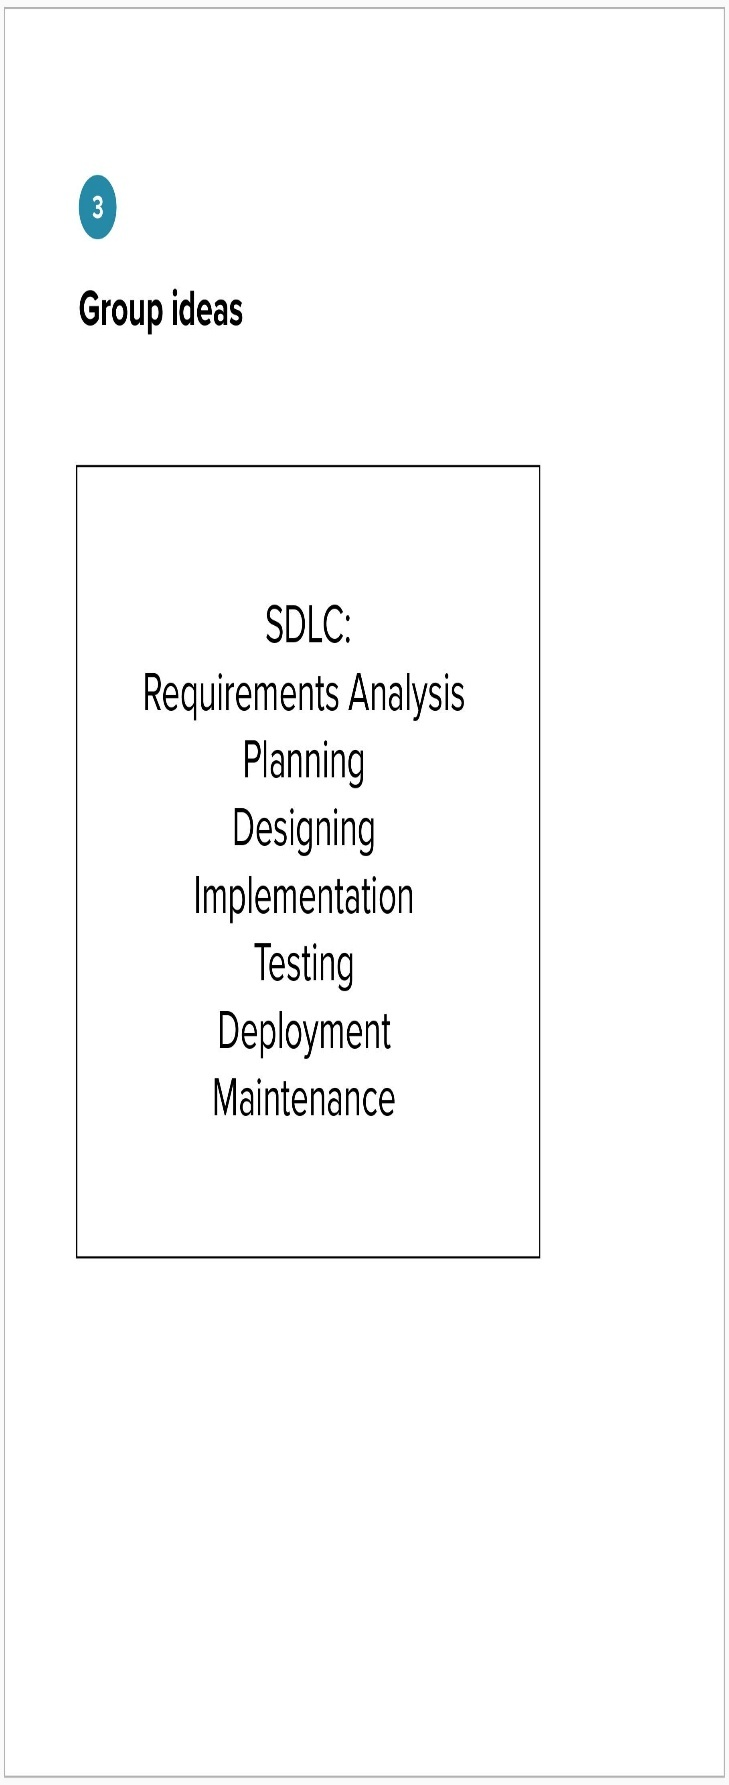 3
Group ideas
SDLC:
Requirements Analysis
Planning
Designing
Implementation
Testing
Deployment
Maintenance